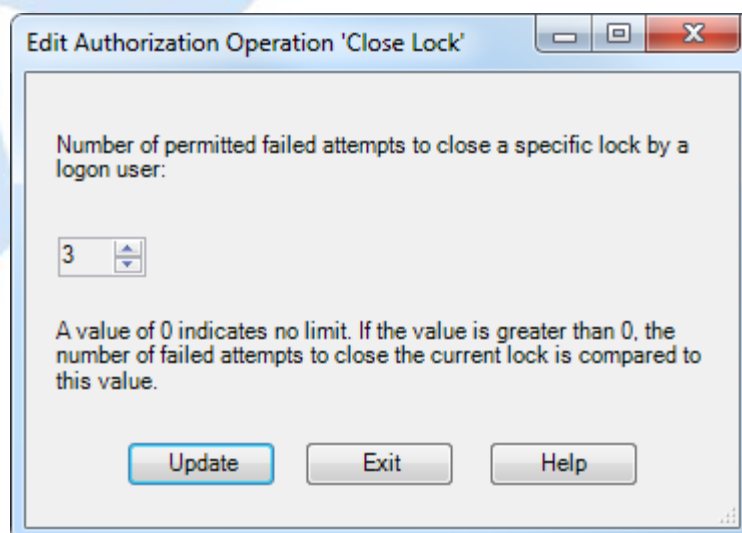 Edit Authorization Operation 'Close Lock'
Number of permitted failed attempts to close a specific lock by a
logon user:
3
A value of 0 indicates no limit. If the value is greater than 0, the
number of failed attempts to close the current lock is compared to
this value.
Update Exit Help